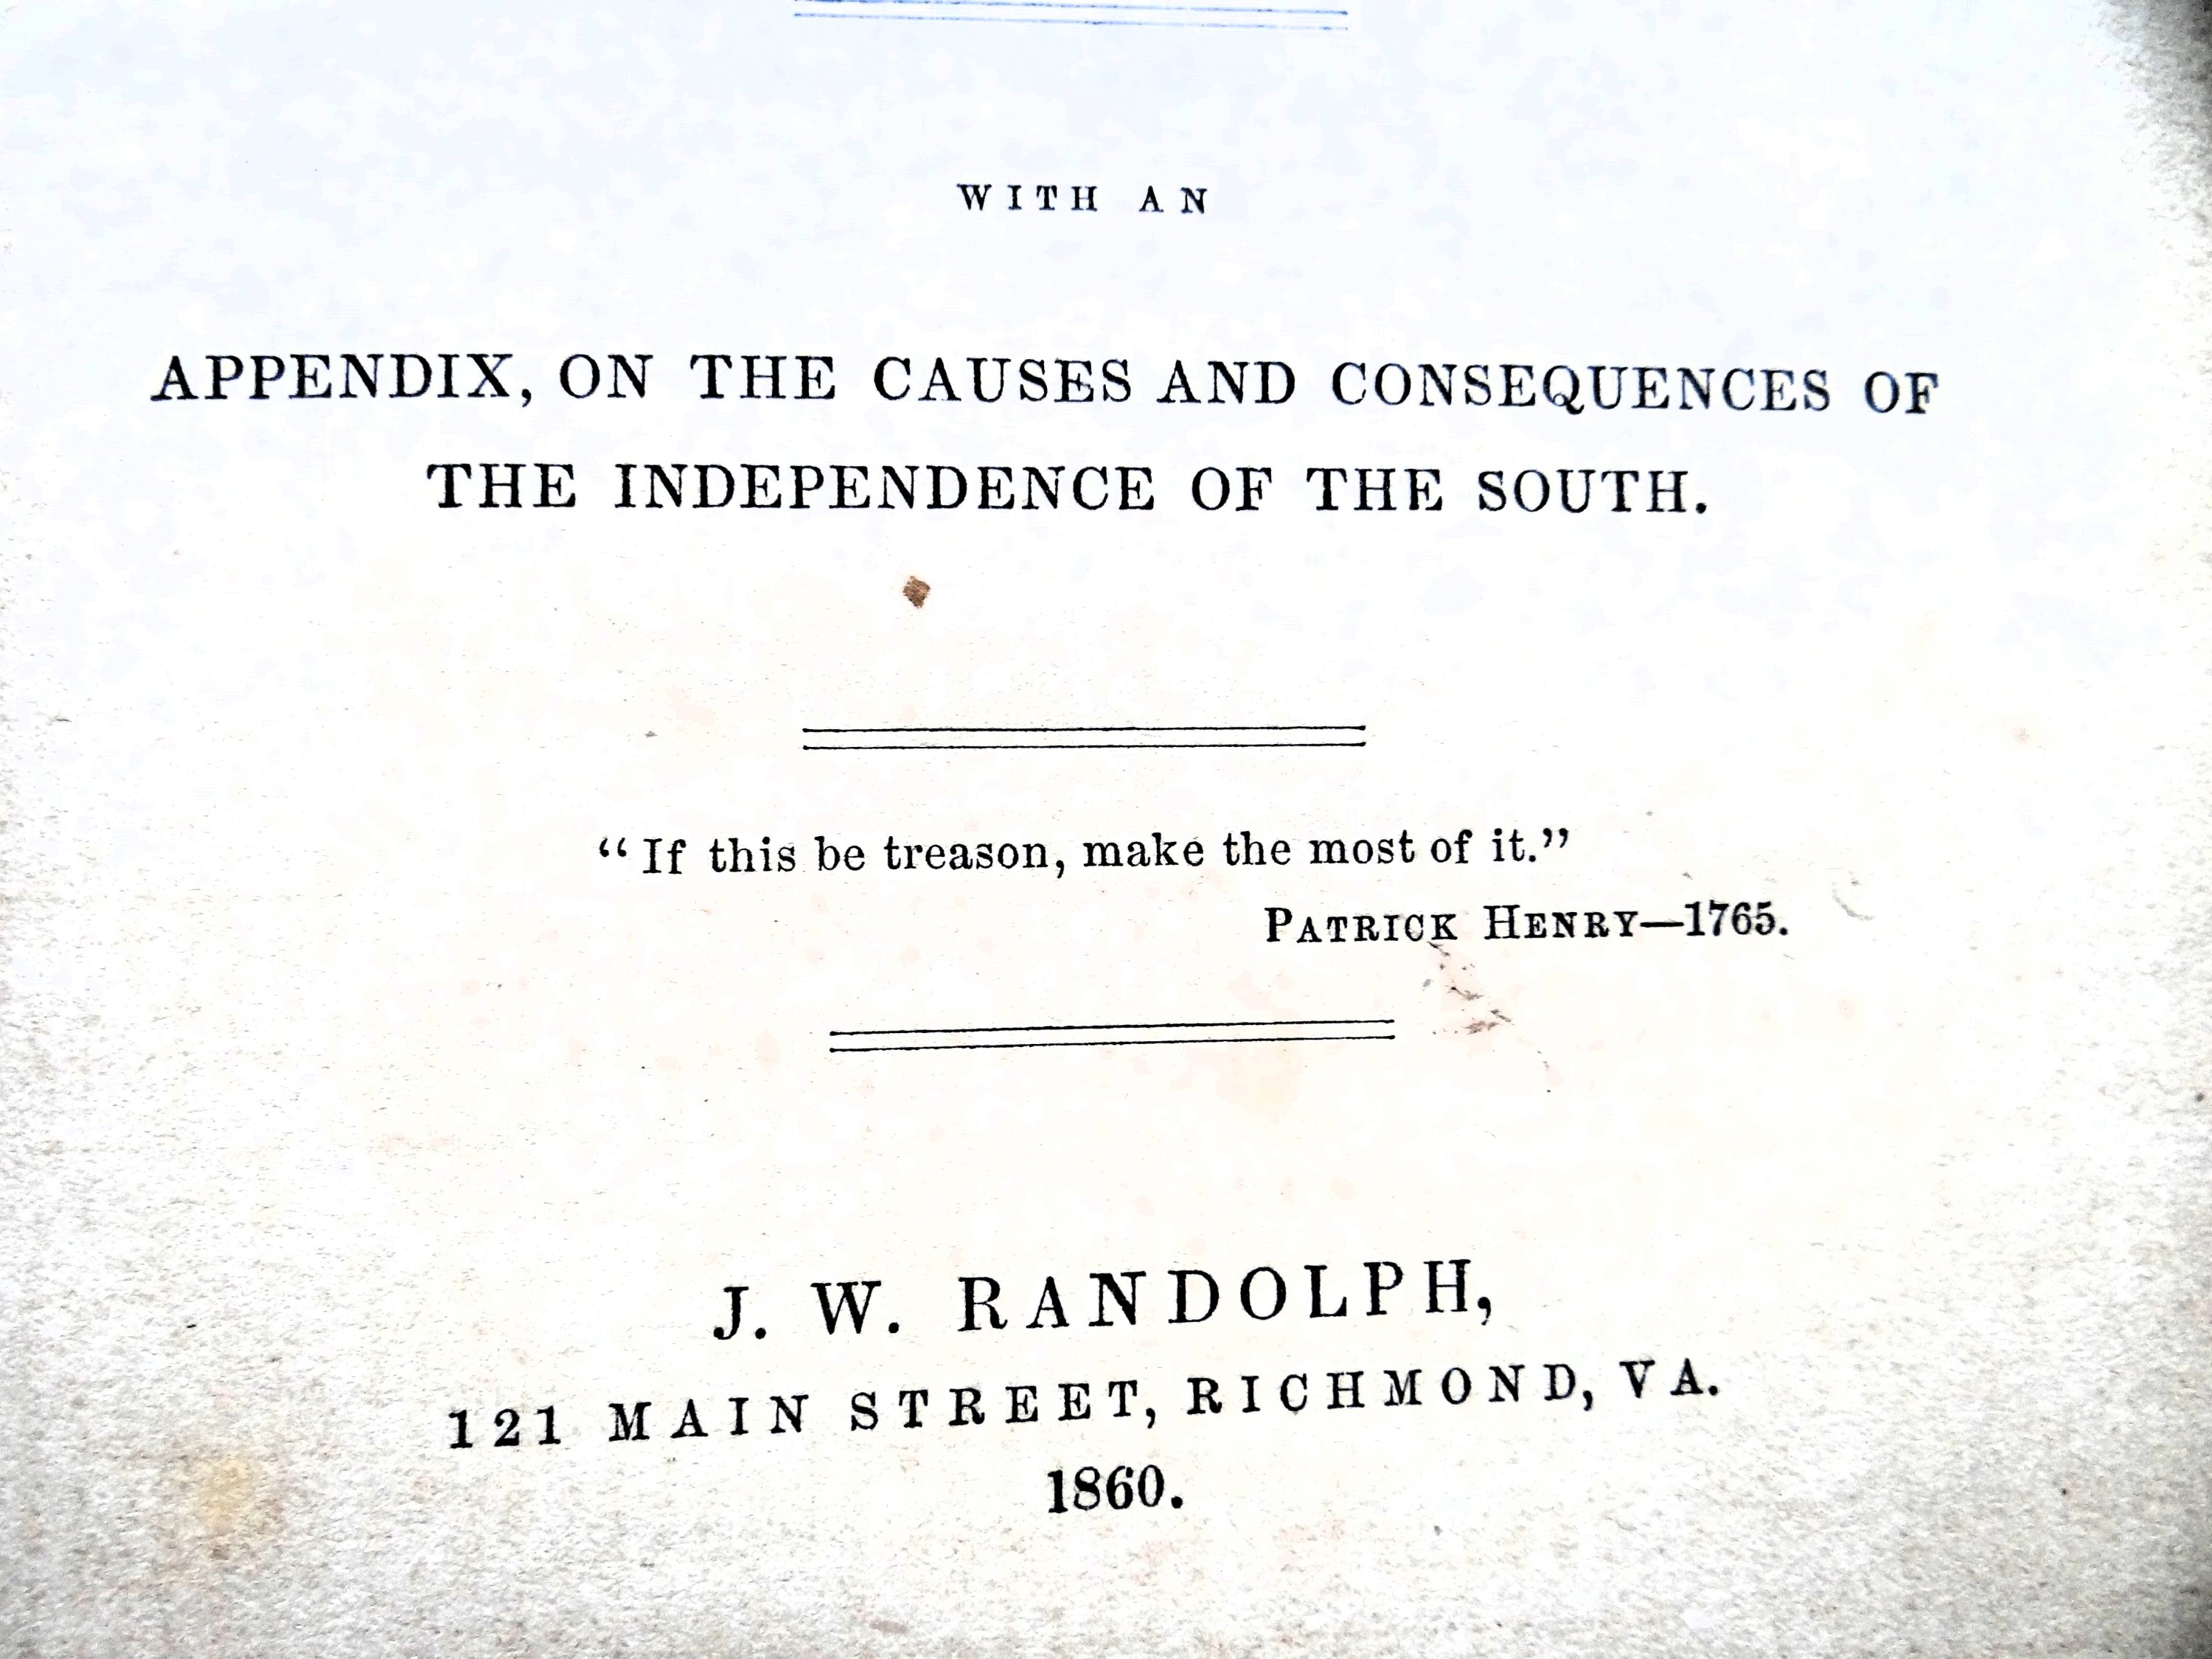 WITH AN
APPENDIX, ON THE CAUSES AND CONSEQUENCES OF
THE INDEPENDENCE OF THE SOUTH.
“If this be treason, make the most of it.”
PATRICK HENRY—1765.
J. W. RANDOLPH,
121 MAIN STREET, RICHMOND, VA.
1860.